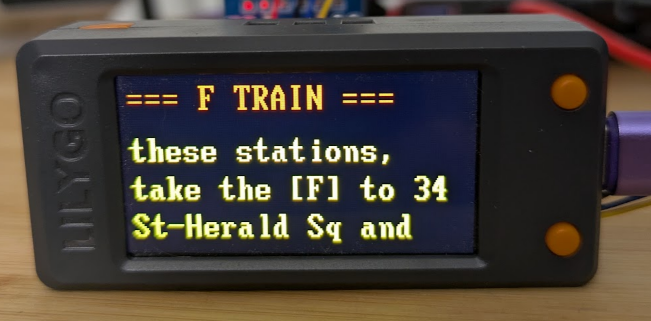 LILYGO
=== F TRAIN ===
these stations,
take the [F] to 34
St-Herald Sq and